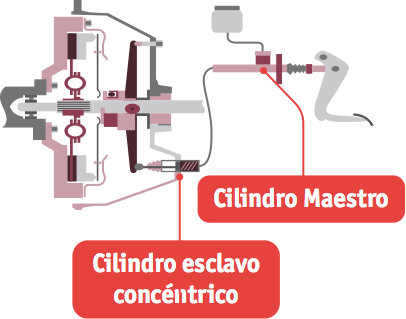 Cilindro Maestro
Cilindro esclavo
concéntrico